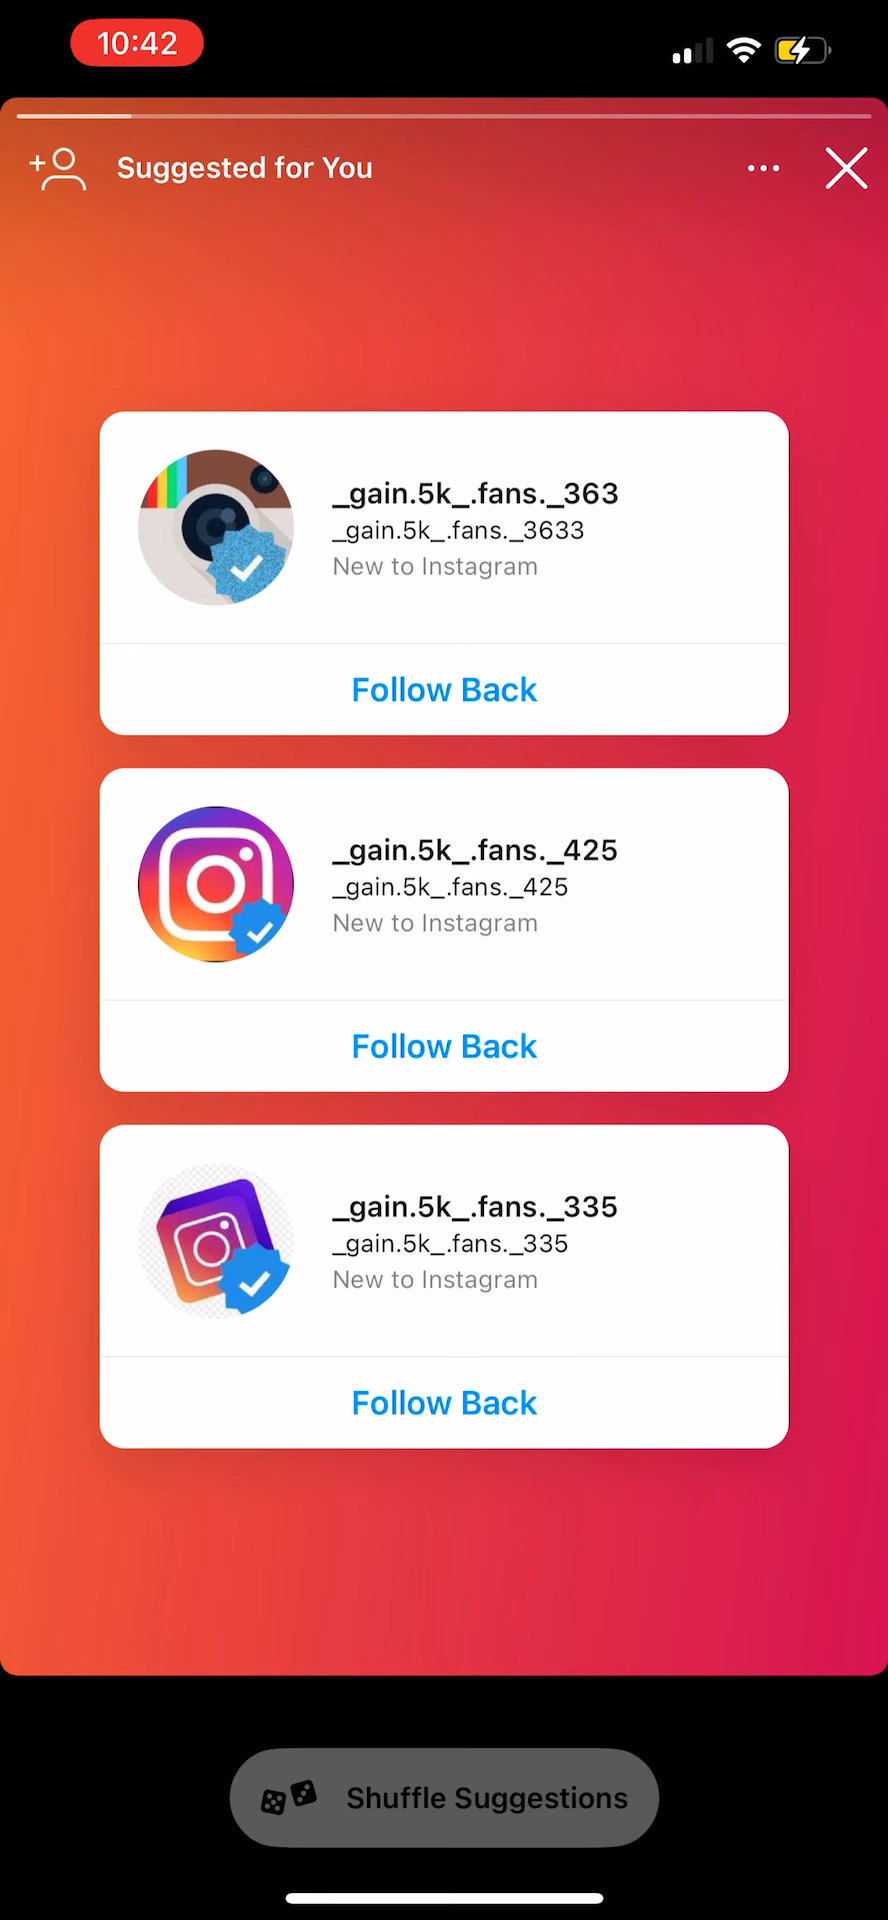 10:42
Suggested for You
_gain.5k_.fans._363
_gain.5k_.fans._3633
New to Instagram
Follow Back
_gain.5k_.fans._425
_gain.5k_.fans._425
New to Instagram
Follow Back
_gain.5k_.fans._335
_gain.5k_.fans._335
New to Instagram
Follow Back
Shuffle Suggestions